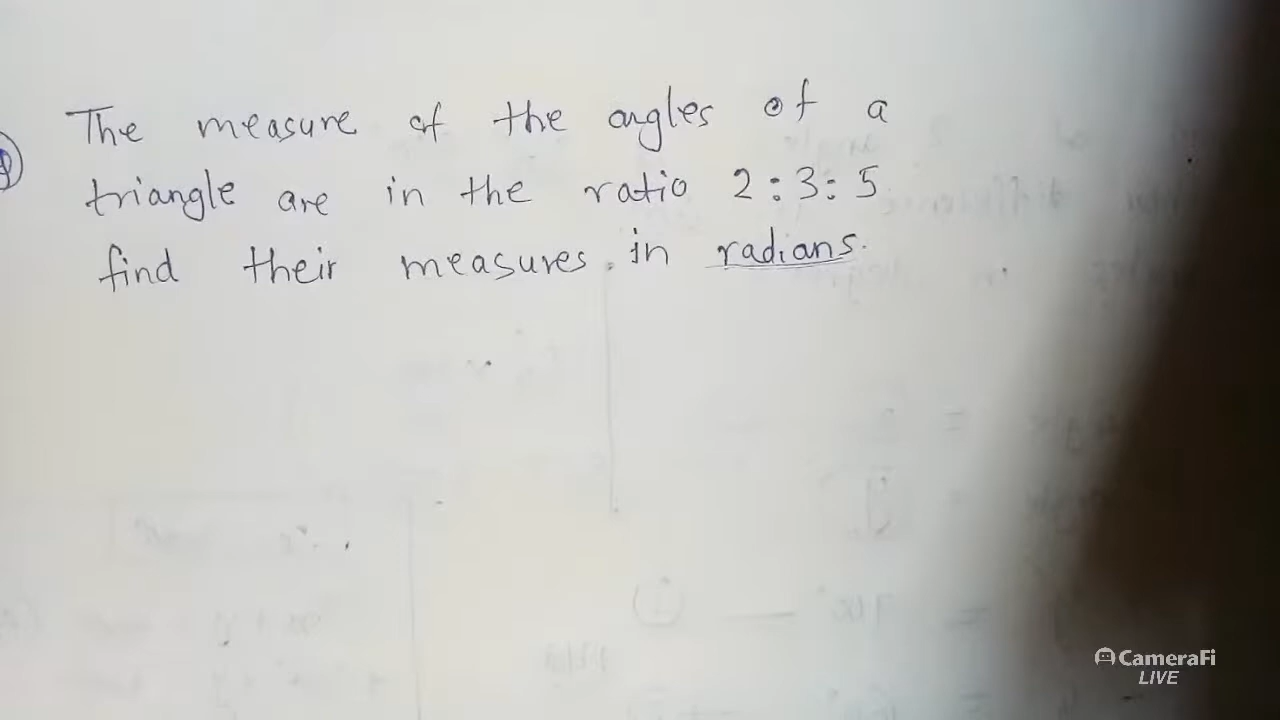 The measure of the angles of a
triangle are in the ratio 2:3:5
find their measures in radians.
CameraFi
LIVE